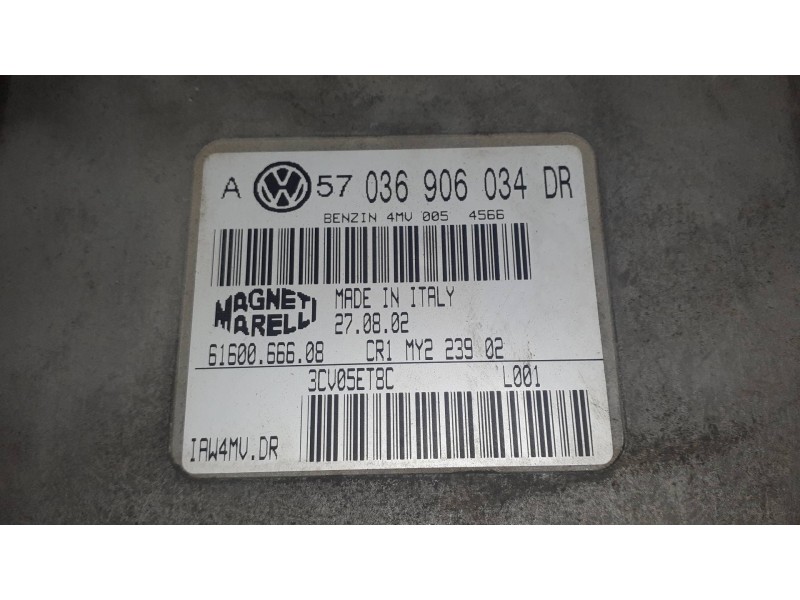 A VW 57 036 906 034 DR
BENZIN 4MV 005 4566
MAGNETI
MARELLI
MADE IN ITALY
27.08.02
61600.666.08 CR1 MY2 239 02
3CV05ET8C L001
IAW4MV.DR